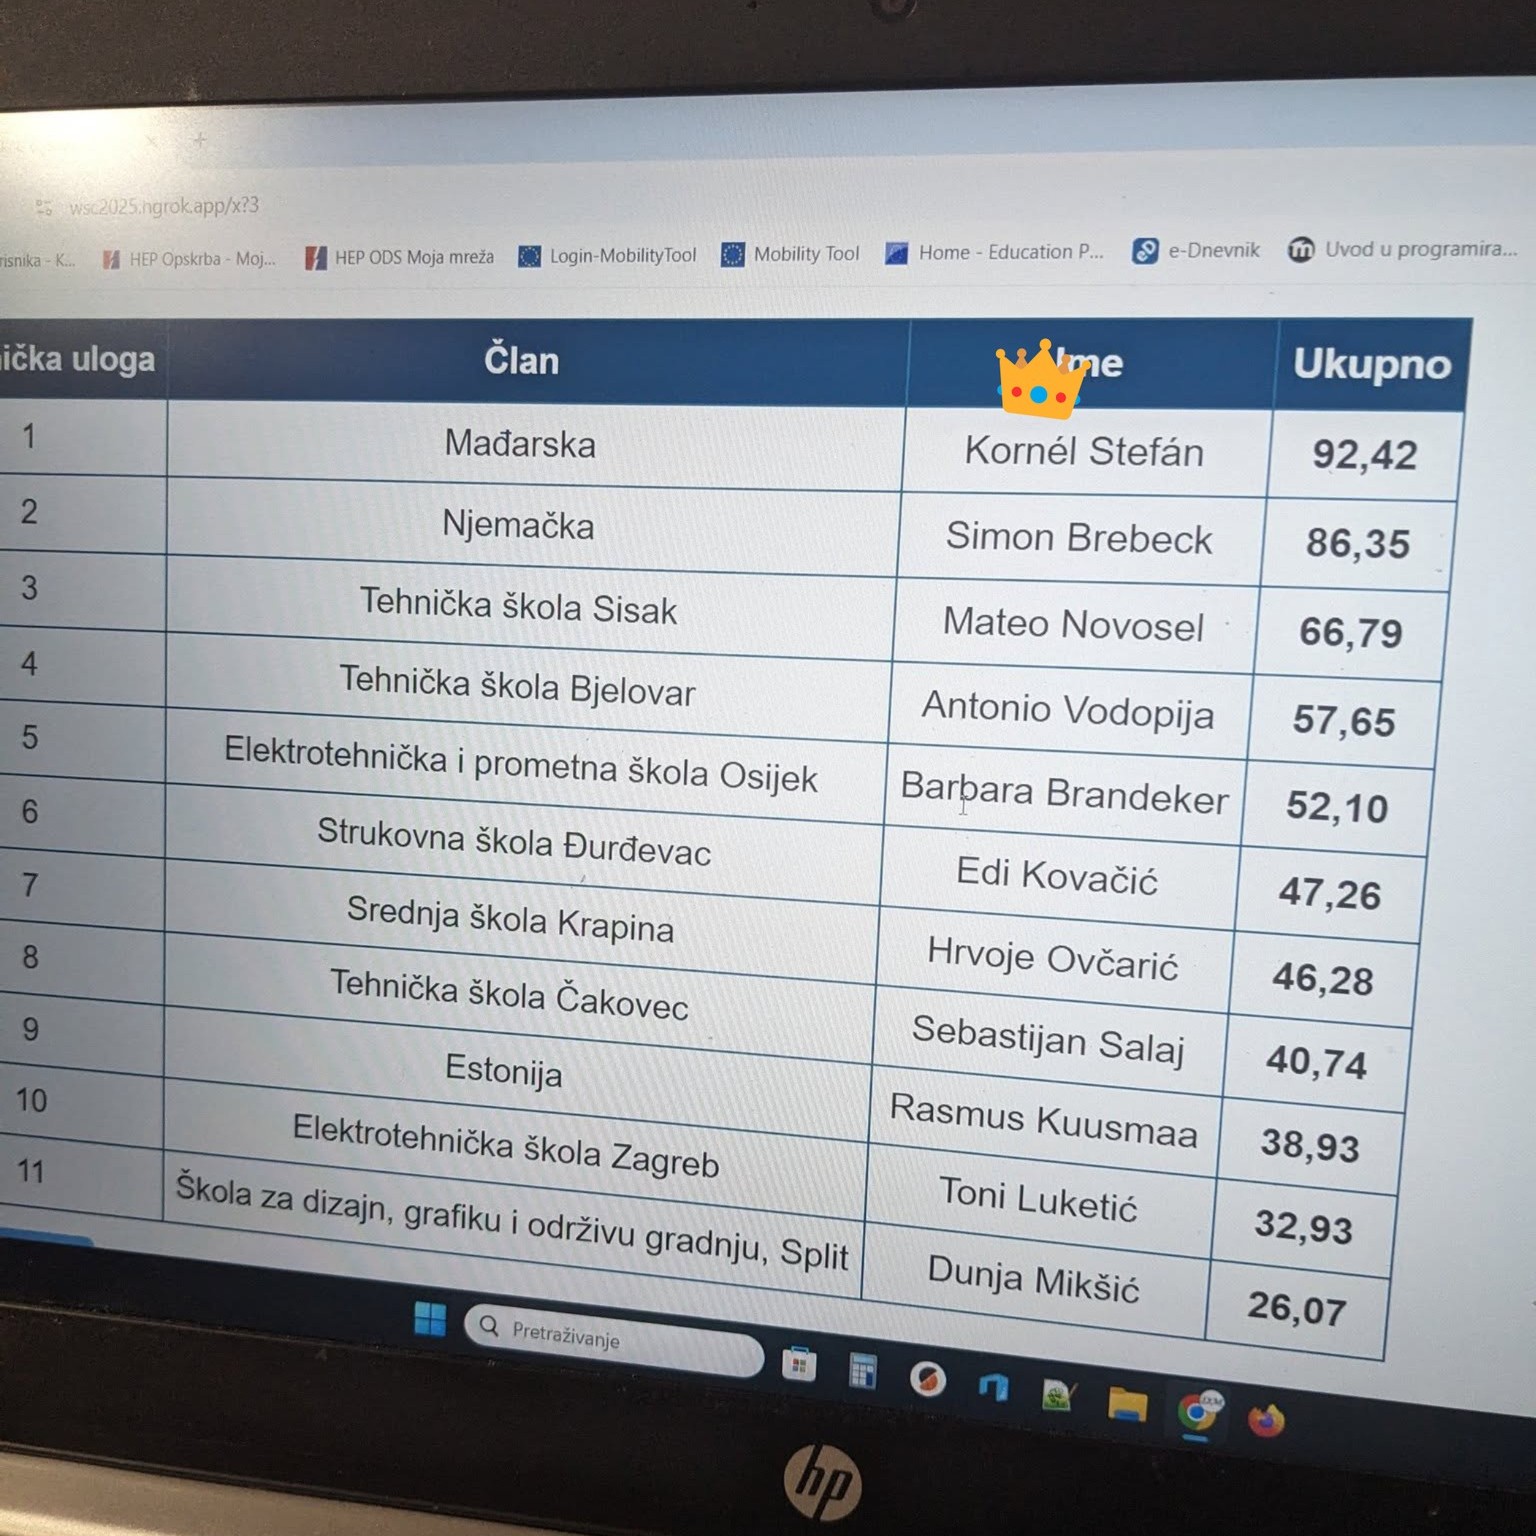 wsc2025.ngrok.app/x?3
risnika - K... HEP Opskrba - Moj... HEP ODS Moja mreža Login-MobilityTool Mobility Tool Home - Education P... e-Dnevnik Uvod u programira...
ička uloga Član Ime Ukupno
1 Mađarska Kornél Stefán 92,42
2 Njemačka Simon Brebeck 86,35
3 Tehnička škola Sisak Mateo Novosel 66,79
4 Tehnička škola Bjelovar Antonio Vodopija 57,65
5 Elektrotehnička i prometna škola Osijek Barbara Brandeker 52,10
6 Strukovna škola Đurđevac Edi Kovačić 47,26
7 Srednja škola Krapina Hrvoje Ovčarić 46,28
8 Tehnička škola Čakovec Sebastijan Salaj 40,74
9 Estonija Rasmus Kuusmaa 38,93
10 Elektrotehnička škola Zagreb Toni Luketić 32,93
11 Škola za dizajn, grafiku i održivu gradnju, Split Dunja Mikšić 26,07
Pretraživanje
hp